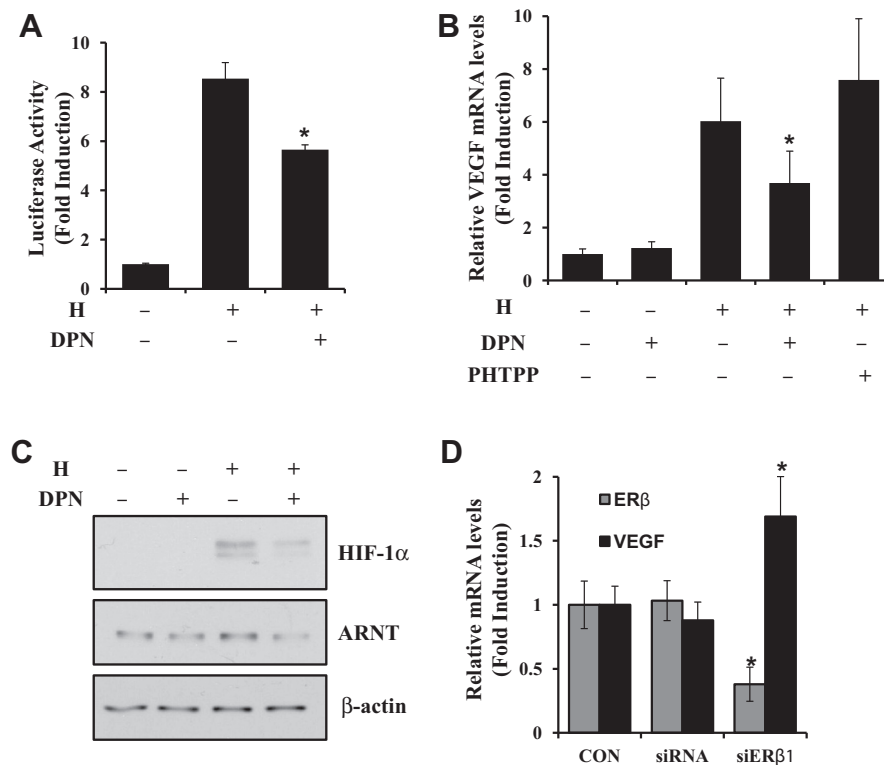 A
Luciferase Activity
(Fold Induction)
10
8
6
4
2
0
*
H – + +
DPN – – +
B
Relative VEGF mRNA levels
(Fold Induction)
10
8
6
4
2
0
*
H – – + + +
DPN – + – + –
PHTPP – – – – +
C
H – – + +
DPN – + – +
HIF-1α
ARNT
β-actin
D
Relative mRNA levels
(Fold Induction)
2
1.5
1
0.5
0
ERβ
VEGF
*
*
CON siRNA siERβ1